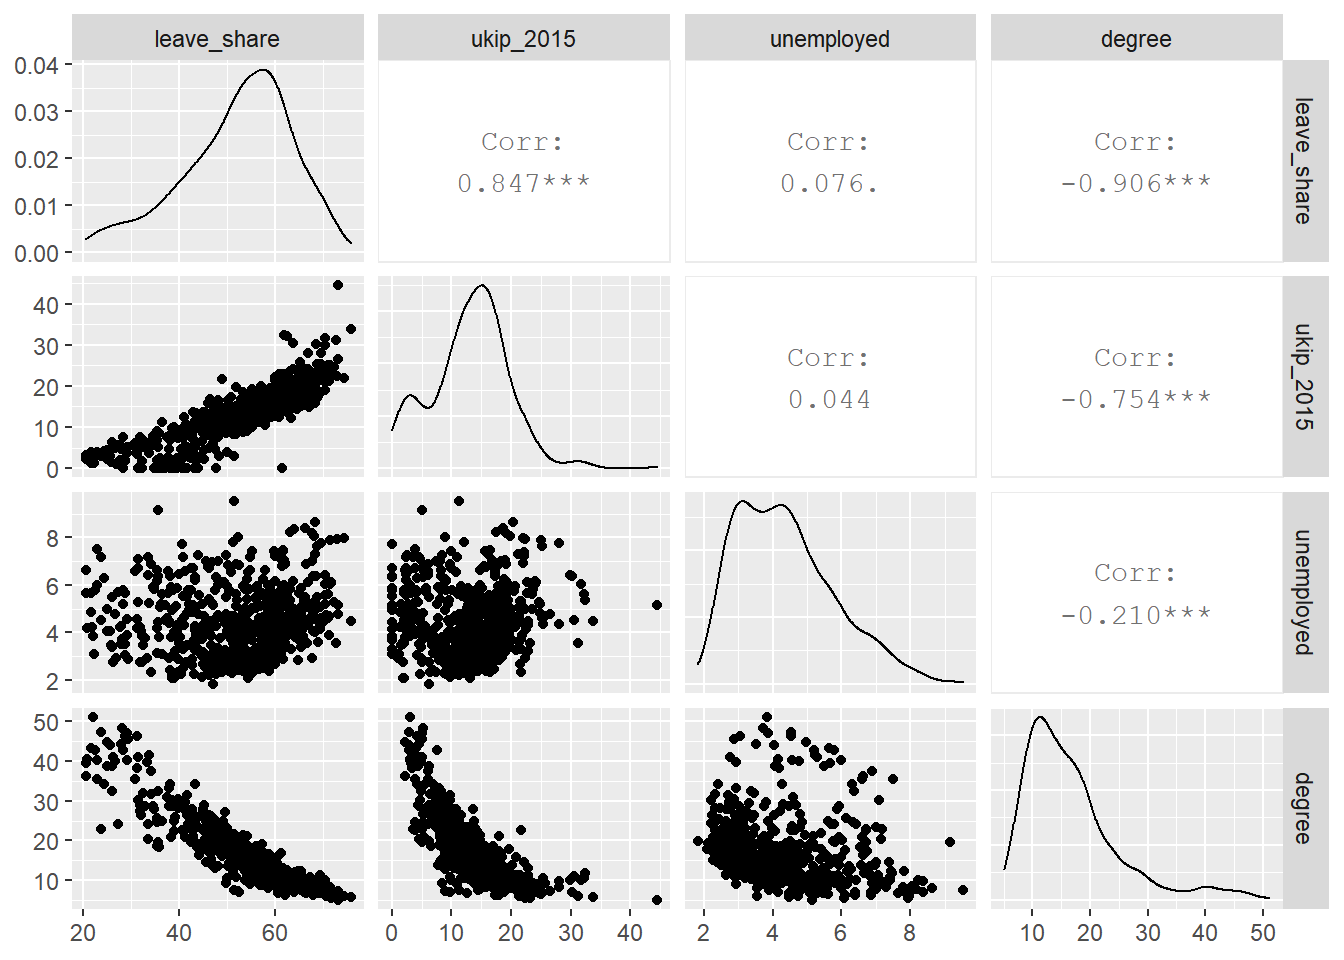 leave_share ukip_2015 unemployed degree
0.04
0.03
0.02
0.01
0.00
Corr:
0.847***
Corr:
0.076.
Corr:
-0.906***
leave_share
40
30
20
10
0
Corr:
0.044
Corr:
-0.754***
ukip_2015
8
6
4
2
Corr:
-0.210***
unemployed
50
40
30
20
10
degree
20 40 60
0 10 20 30 40
2 4 6 8
10 20 30 40 50